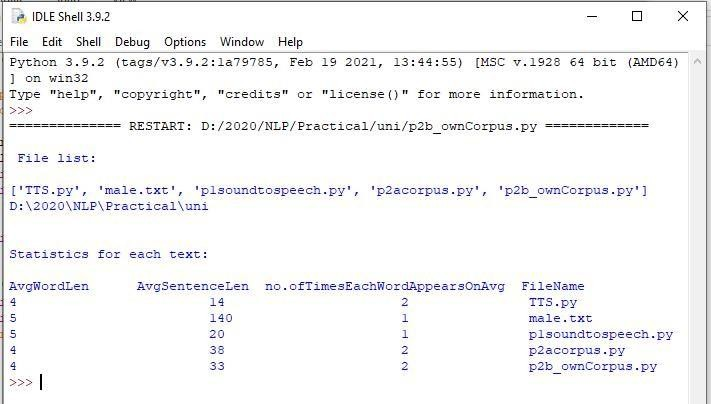 IDLE Shell 3.9.2
File Edit Shell Debug Options Window Help
Python 3.9.2 (tags/v3.9.2:1a79785, Feb 19 2021, 13:44:55) [MSC v.1928 64 bit (AMD64)
] on win32
Type "help", "copyright", "credits" or "license()" for more information.
>>>
============== RESTART: D:/2020/NLP/Practical/uni/p2b_ownCorpus.py =============
File list:
['TTS.py', 'male.txt', 'p1soundtospeech.py', 'p2acorpus.py', 'p2b_ownCorpus.py']
D:\2020\NLP\Practical\uni
Statistics for each text:
AvgWordLen AvgSentenceLen no.ofTimesEachWordAppearsOnAvg FileName
4 14 2 TTS.py
5 140 1 male.txt
5 20 1 p1soundtospeech.py
4 38 2 p2acorpus.py
4 33 2 p2b_ownCorpus.py
>>>